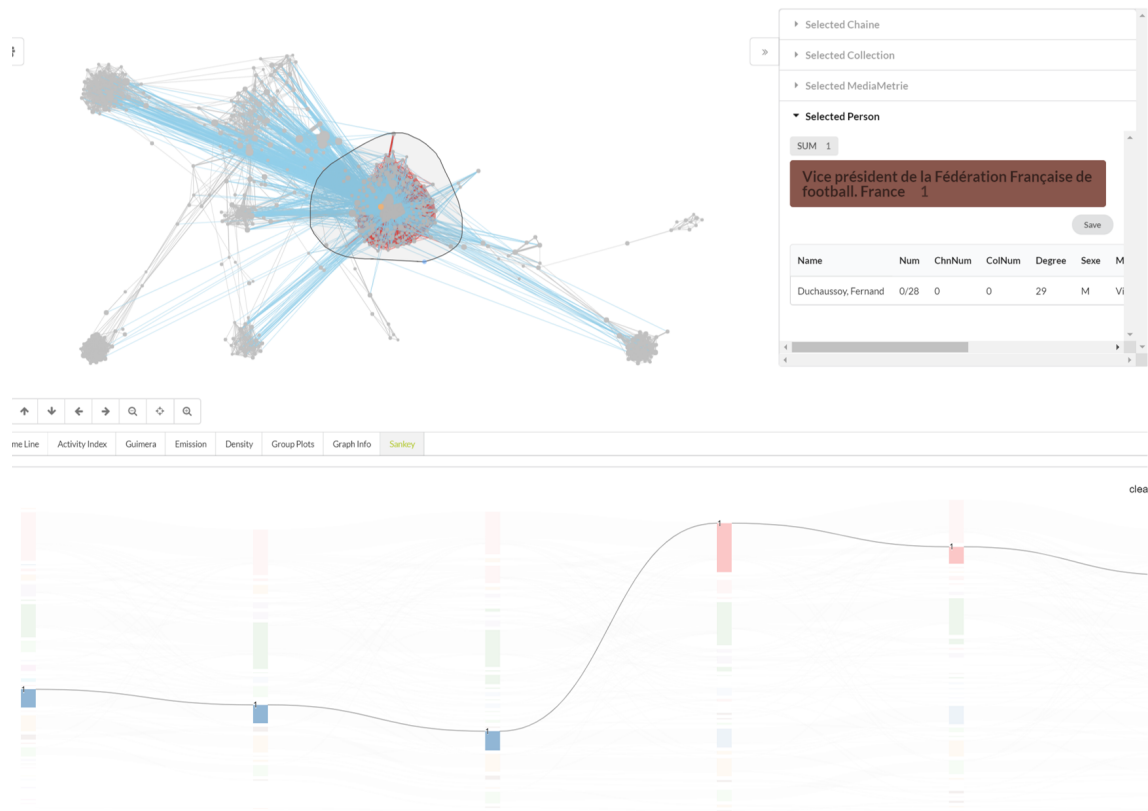 »
Selected Chaine
Selected Collection
Selected MediaMetrie
Selected Person
SUM 1
Vice président de la Fédération Française de
football. France 1
Save
Name Num ChnNum ColNum Degree Sexe M
Duchaussoy, Fernand 0/28 0 0 29 M Vi
me Line Activity Index Guimera Emission Density Group Plots Graph Info Sankey
clea
1
1
1
1
1